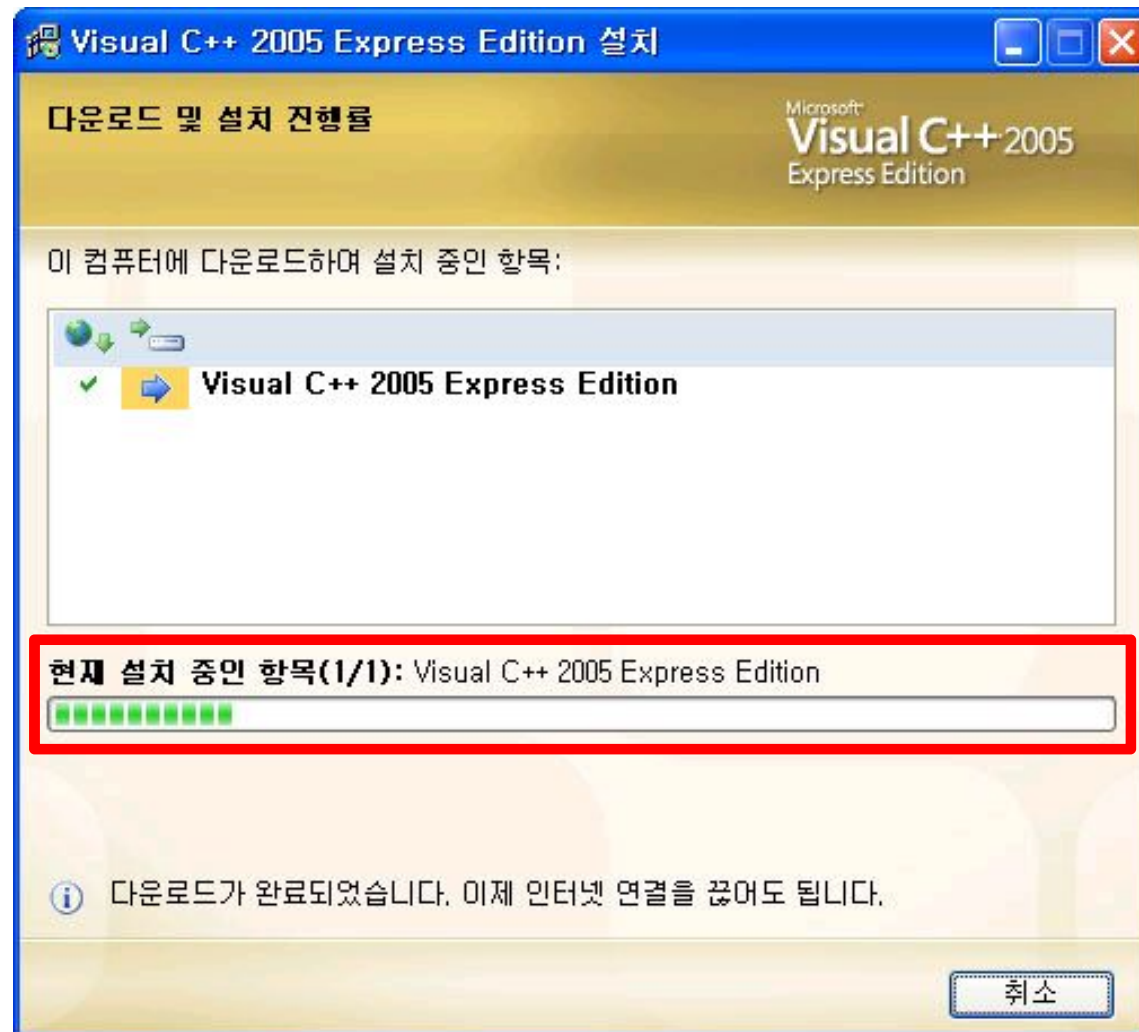 Visual C++ 2005 Express Edition 설치
다운로드 및 설치 진행률
Microsoft
Visual C++ 2005
Express Edition
이 컴퓨터에 다운로드하여 설치 중인 항목:
Visual C++ 2005 Express Edition
현재 설치 중인 항목(1/1): Visual C++ 2005 Express Edition
다운로드가 완료되었습니다. 이제 인터넷 연결을 끊어도 됩니다.
취소